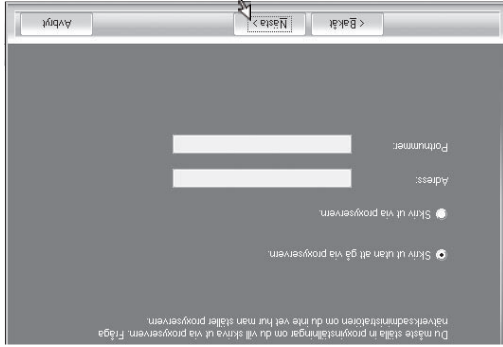 Du måste ställa in proxyinställningar om du vill skriva ut via proxyservern. Fråga
nätverksadministratören om du inte vet hur man ställer proxyservern.
Skriv ut utan att gå via proxyservern.
Skriv ut via proxyservern.
Adress:
Portnummer:
< Bakåt
Nästa >
Avbryt